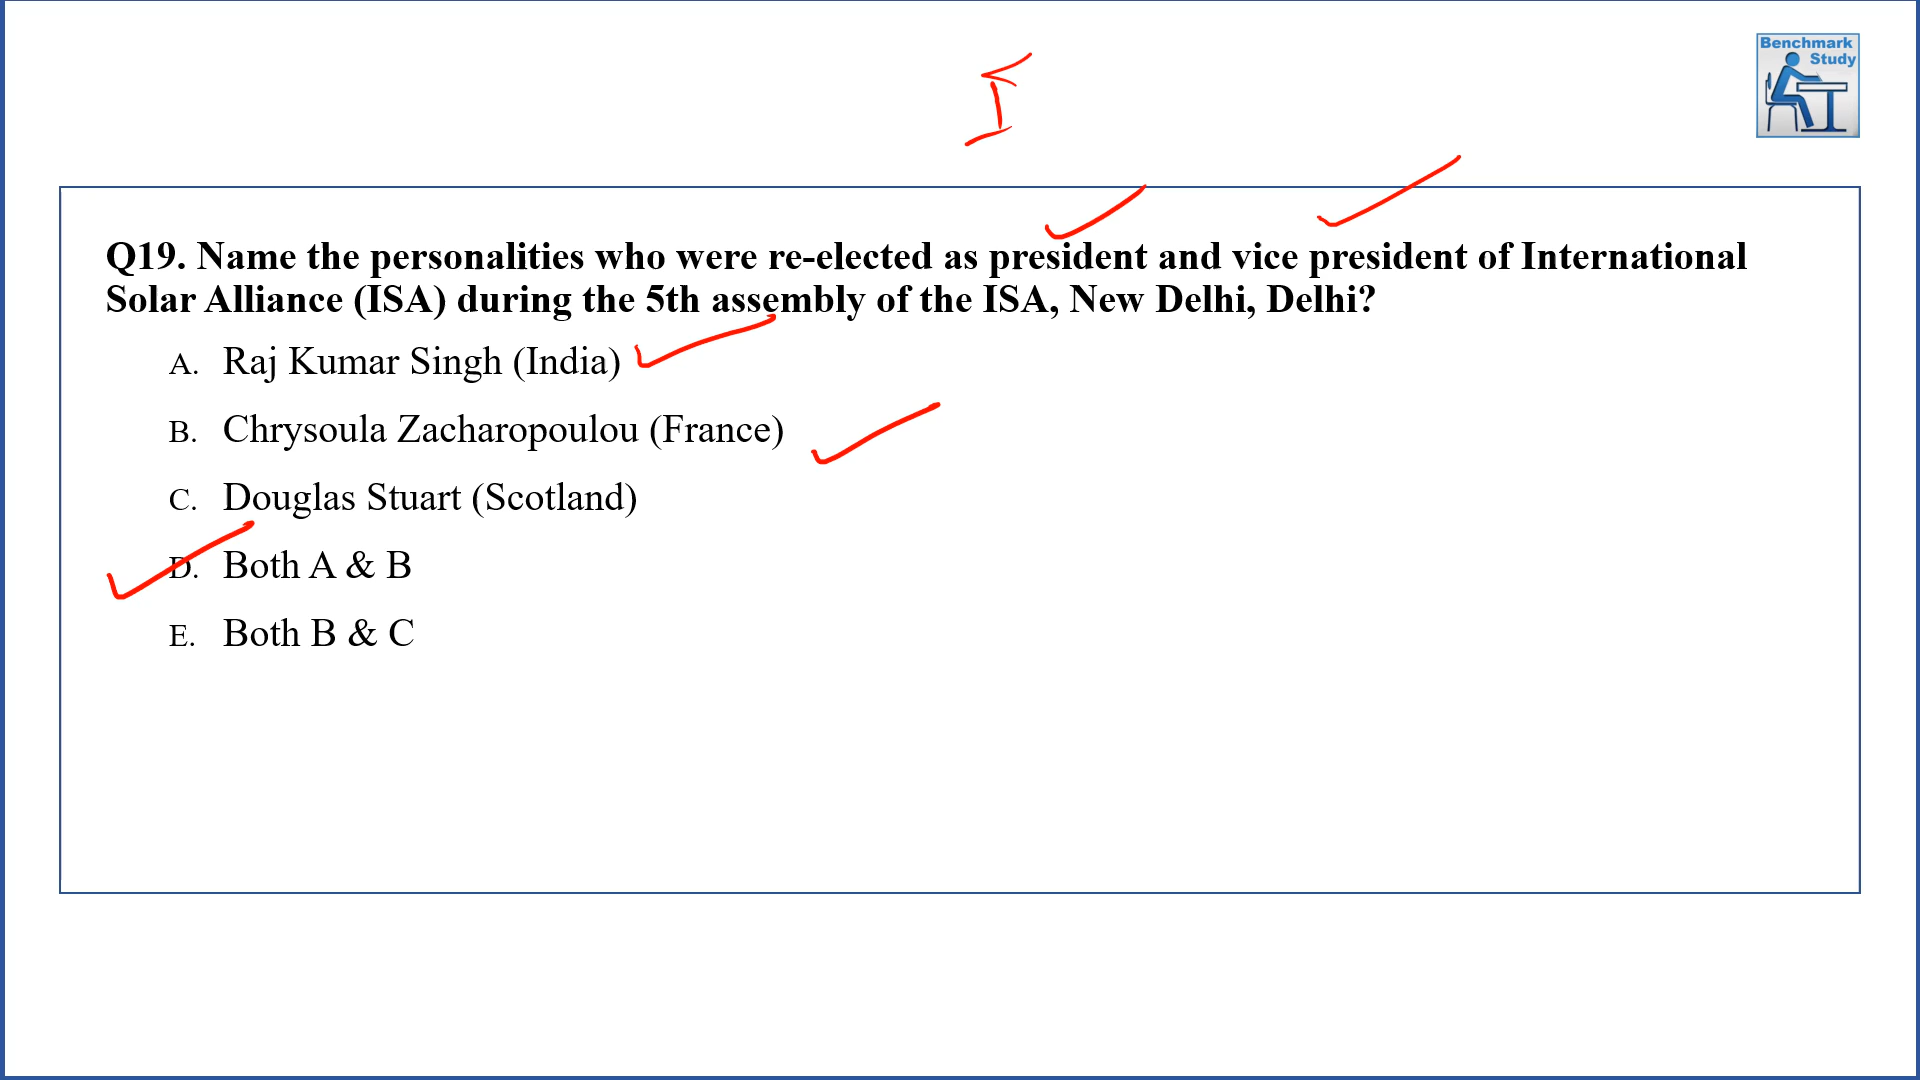 Benchmark
Study
I
Q19. Name the personalities who were re-elected as president and vice president of International
Solar Alliance (ISA) during the 5th assembly of the ISA, New Delhi, Delhi?
A. Raj Kumar Singh (India)
B. Chrysoula Zacharopoulou (France)
C. Douglas Stuart (Scotland)
D. Both A & B
E. Both B & C